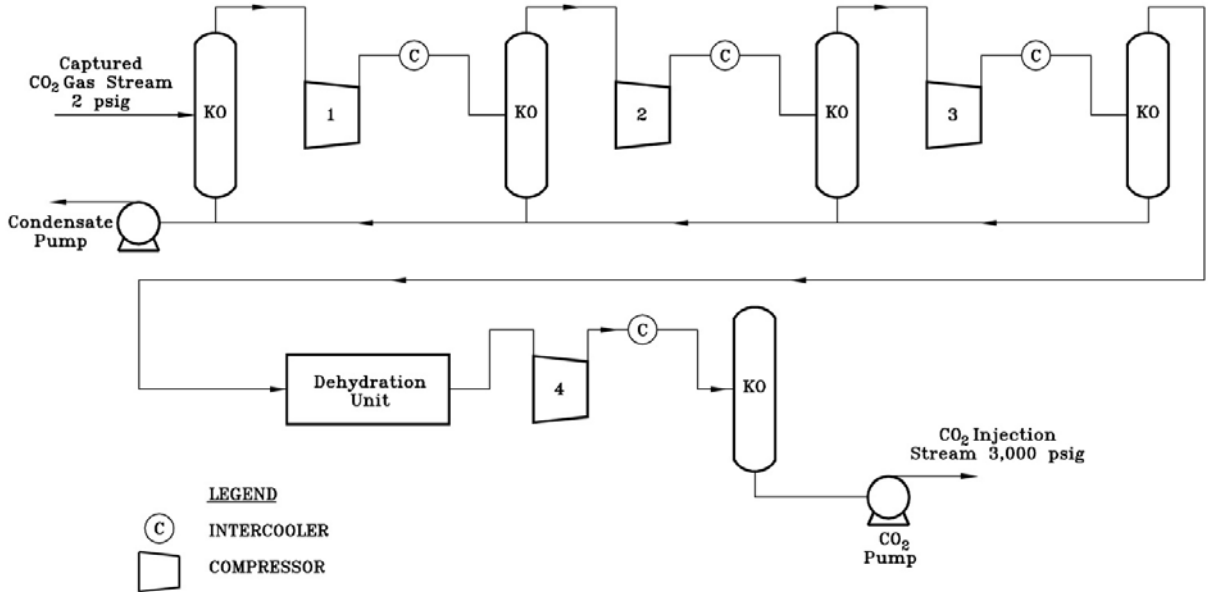 Captured
CO₂ Gas Stream
2 psig
KO
1
C
KO
2
C
KO
3
C
KO
Condensate
Pump
Dehydration
Unit
4
C
KO
CO₂ Injection
Stream 3,000 psig
CO₂
Pump
LEGEND
C INTERCOOLER
COMPRESSOR